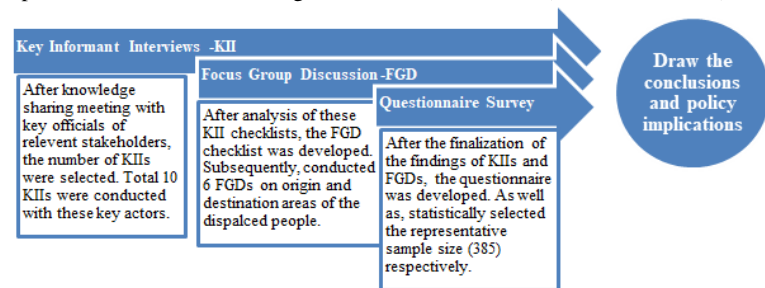 Key Informant Interviews -KII
After knowledge
sharing meeting with
key officials of
relevent stakeholders,
the number of KIIs
were selected. Total 10
KIIs were conducted
with these key actors.
Focus Group Discussion-FGD
After analysis of these
KII checklists, the FGD
checklist was developed.
Subsequently, conducted
6 FGDs on origin and
destination areas of the
dispalced people.
Questionnaire Survey
After the finalization of
the findings of KIIs and
FGDs, the questionnaire
was developed. As well
as, statistically selected
the representative
sample size (385)
respectively.
Draw the
conclusions
and policy
implications